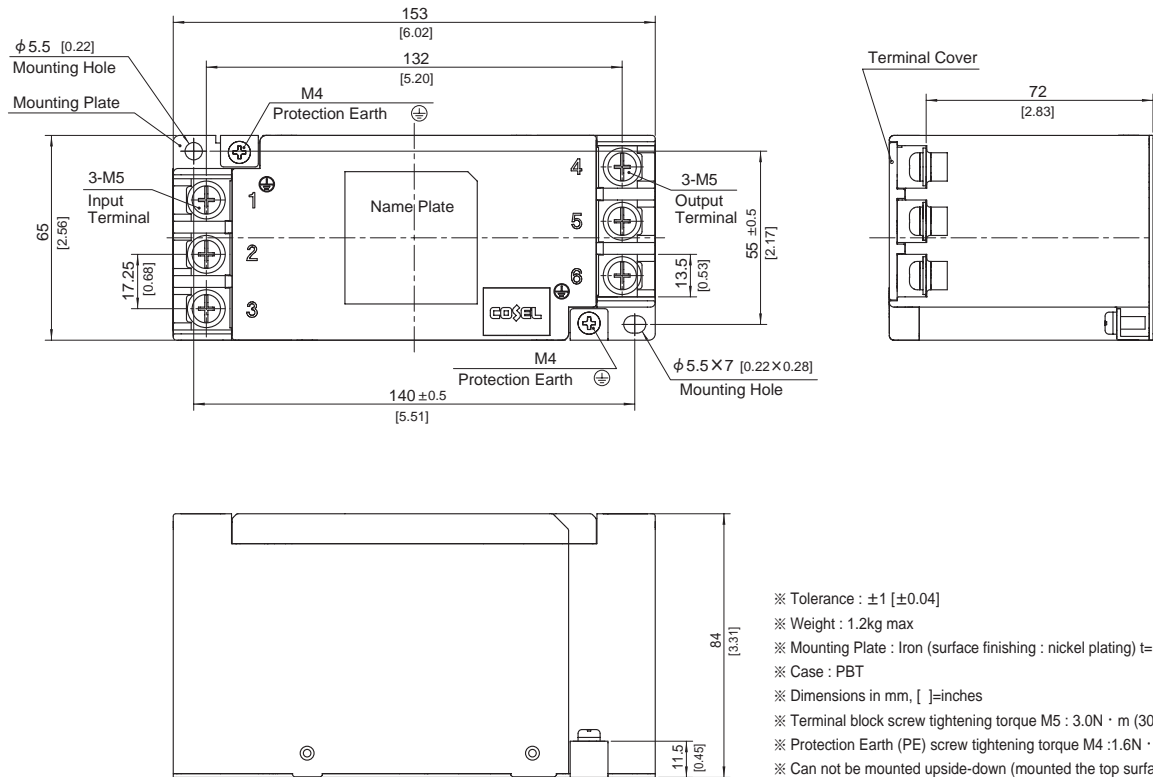 153
[6.02]
φ5.5 [0.22]
Mounting Hole
132
[5.20]
Mounting Plate
M4
Protection Earth
Terminal Cover
72
[2.83]
3-M5
Input
Terminal
1
2
3
Name Plate
4
5
6
3-M5
Output
Terminal
65
[2.56]
17.25
[0.68]
13.5
[0.53]
55 ±0.5
[2.17]
COSEL
M4
Protection Earth
φ5.5×7 [0.22×0.28]
Mounting Hole
140 ±0.5
[5.51]
84
[3.31]
11.5
[0.45]
※ Tolerance : ±1 [±0.04]
※ Weight : 1.2kg max
※ Mounting Plate : Iron (surface finishing : nickel plating) t=
※ Case : PBT
※ Dimensions in mm, [ ]=inches
※ Terminal block screw tightening torque M5 : 3.0N · m (30
※ Protection Earth (PE) screw tightening torque M4 :1.6N ·
※ Can not be mounted upside-down (mounted the top surfa